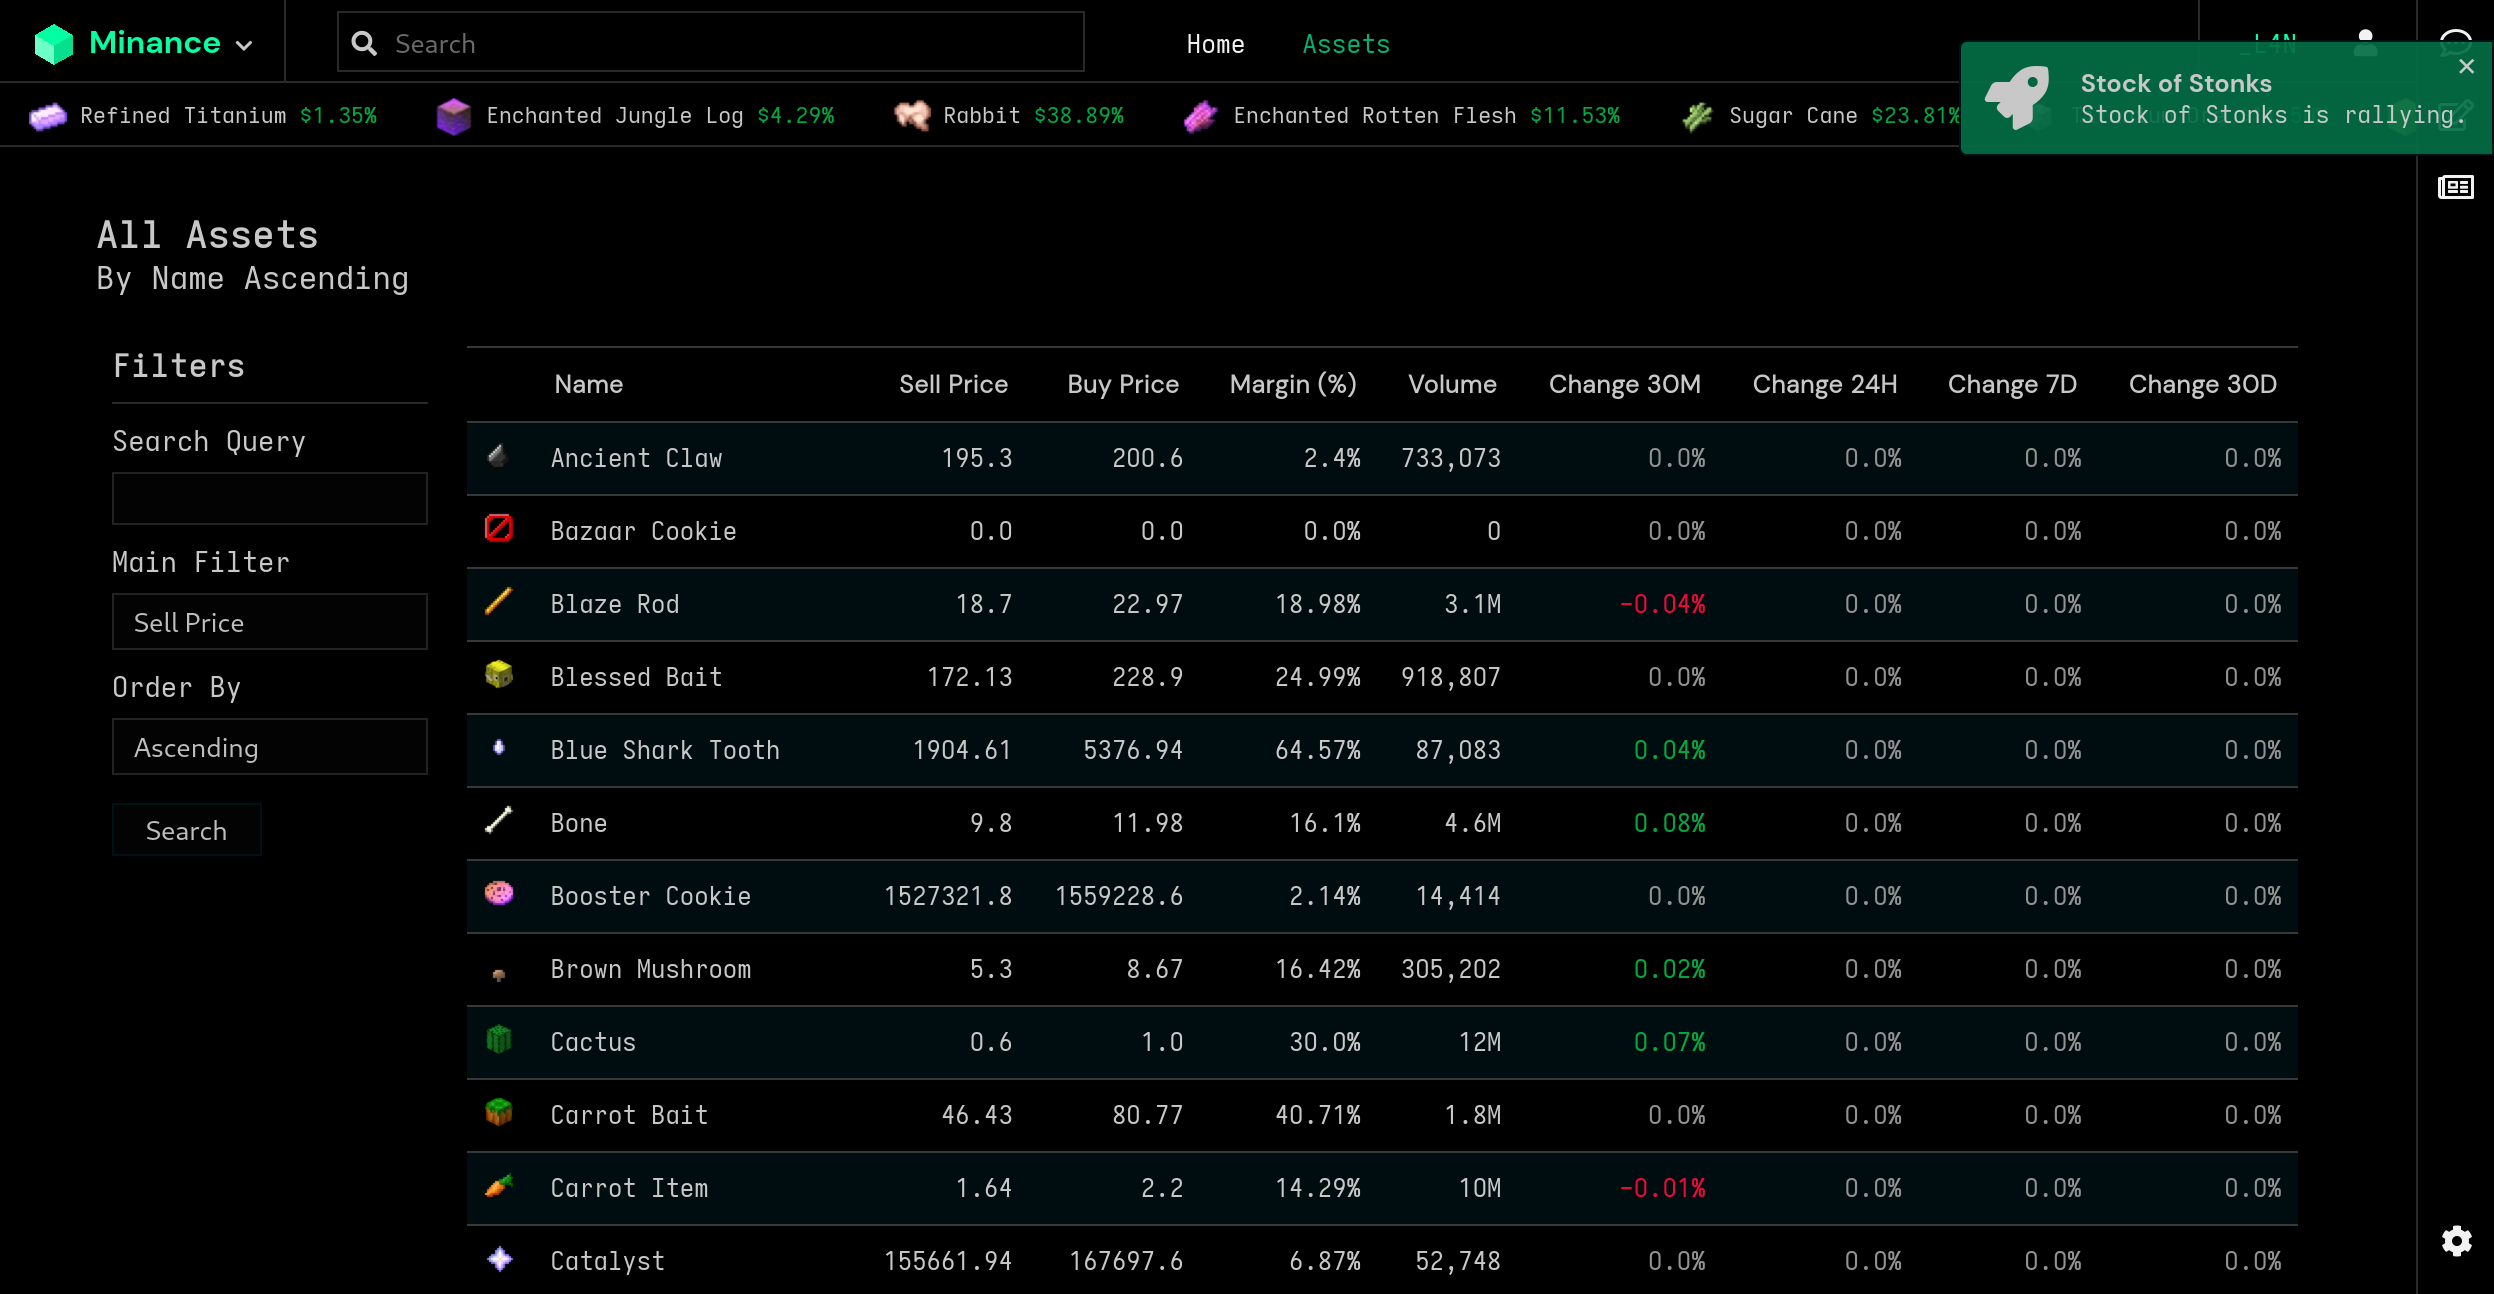 Minance
Search
Home
Assets
_L4N
Refined Titanium $1.35%
Enchanted Jungle Log $4.29%
Rabbit $38.89%
Enchanted Rotten Flesh $11.53%
Sugar Cane $23.81%
Stock of Stonks
Stock of Stonks is rallying.
All Assets
By Name Ascending
Filters
Search Query
Main Filter
Sell Price
Order By
Ascending
Search
Name Sell Price Buy Price Margin (%) Volume Change 30M Change 24H Change 7D Change 30D
Ancient Claw 195.3 200.6 2.4% 733,073 0.0% 0.0% 0.0% 0.0%
Bazaar Cookie 0.0 0.0 0.0% 0 0.0% 0.0% 0.0% 0.0%
Blaze Rod 18.7 22.97 18.98% 3.1M -0.04% 0.0% 0.0% 0.0%
Blessed Bait 172.13 228.9 24.99% 918,807 0.0% 0.0% 0.0% 0.0%
Blue Shark Tooth 1904.61 5376.94 64.57% 87,083 0.04% 0.0% 0.0% 0.0%
Bone 9.8 11.98 16.1% 4.6M 0.08% 0.0% 0.0% 0.0%
Booster Cookie 1527321.8 1559228.6 2.14% 14,414 0.0% 0.0% 0.0% 0.0%
Brown Mushroom 5.3 8.67 16.42% 305,202 0.02% 0.0% 0.0% 0.0%
Cactus 0.6 1.0 30.0% 12M 0.07% 0.0% 0.0% 0.0%
Carrot Bait 46.43 80.77 40.71% 1.8M 0.0% 0.0% 0.0% 0.0%
Carrot Item 1.64 2.2 14.29% 10M -0.01% 0.0% 0.0% 0.0%
Catalyst 155661.94 167697.6 6.87% 52,748 0.0% 0.0% 0.0% 0.0%